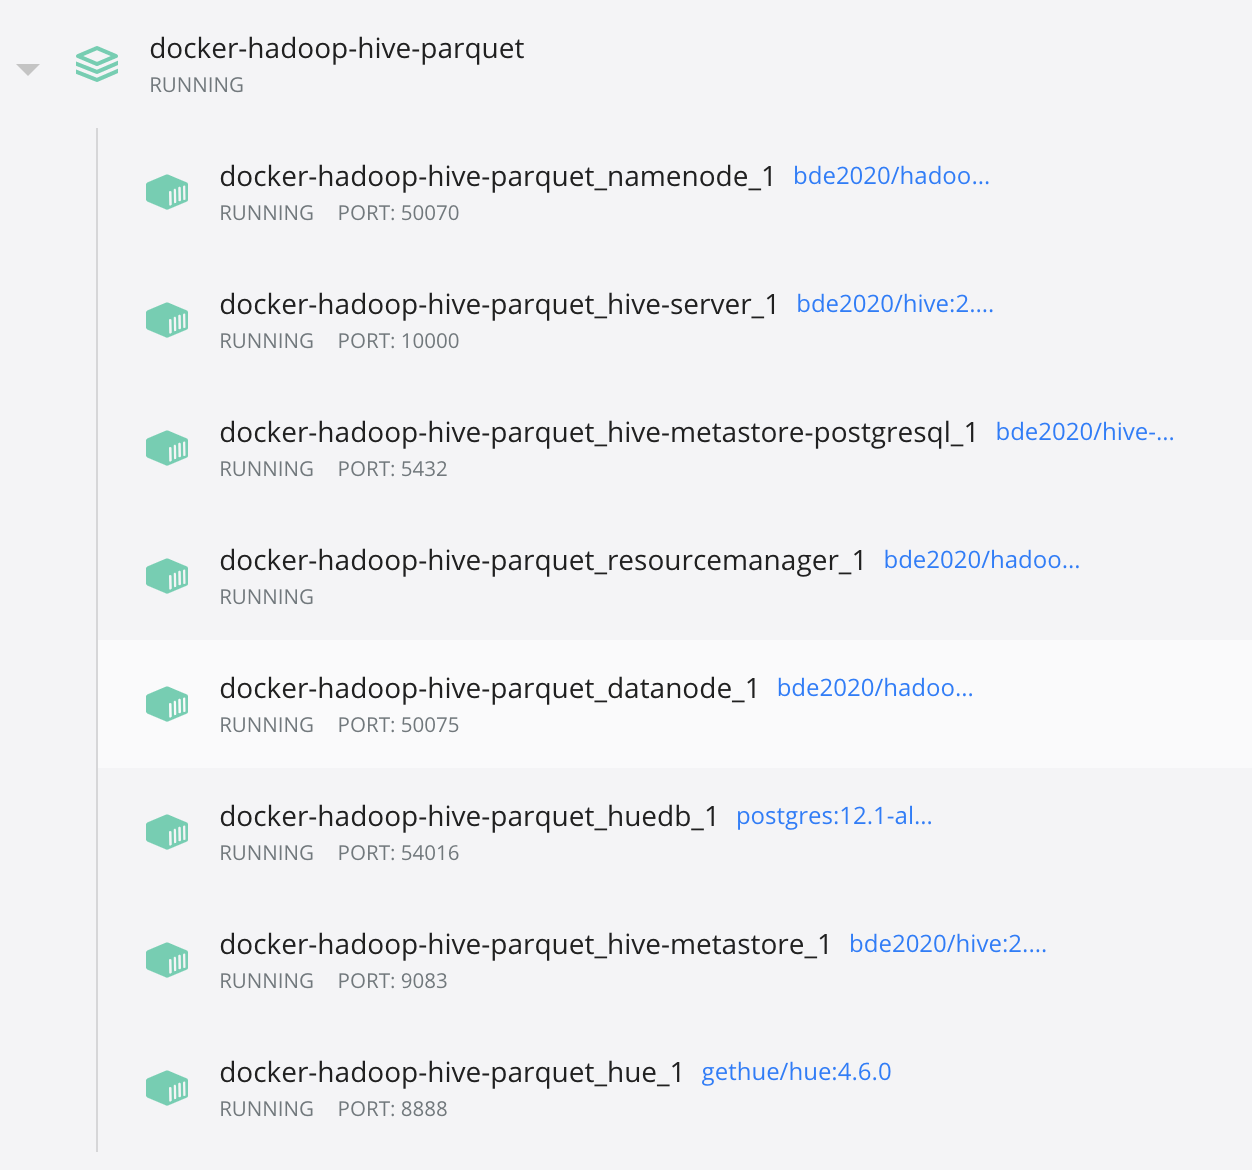 docker-hadoop-hive-parquet
RUNNING
docker-hadoop-hive-parquet_namenode_1 bde2020/hadoo...
RUNNING PORT: 50070
docker-hadoop-hive-parquet_hive-server_1 bde2020/hive:2....
RUNNING PORT: 10000
docker-hadoop-hive-parquet_hive-metastore-postgresql_1 bde2020/hive-...
RUNNING PORT: 5432
docker-hadoop-hive-parquet_resourcemanager_1 bde2020/hadoo...
RUNNING
docker-hadoop-hive-parquet_datanode_1 bde2020/hadoo...
RUNNING PORT: 50075
docker-hadoop-hive-parquet_huedb_1 postgres:12.1-al...
RUNNING PORT: 54016
docker-hadoop-hive-parquet_hive-metastore_1 bde2020/hive:2....
RUNNING PORT: 9083
docker-hadoop-hive-parquet_hue_1 gethue/hue:4.6.0
RUNNING PORT: 8888